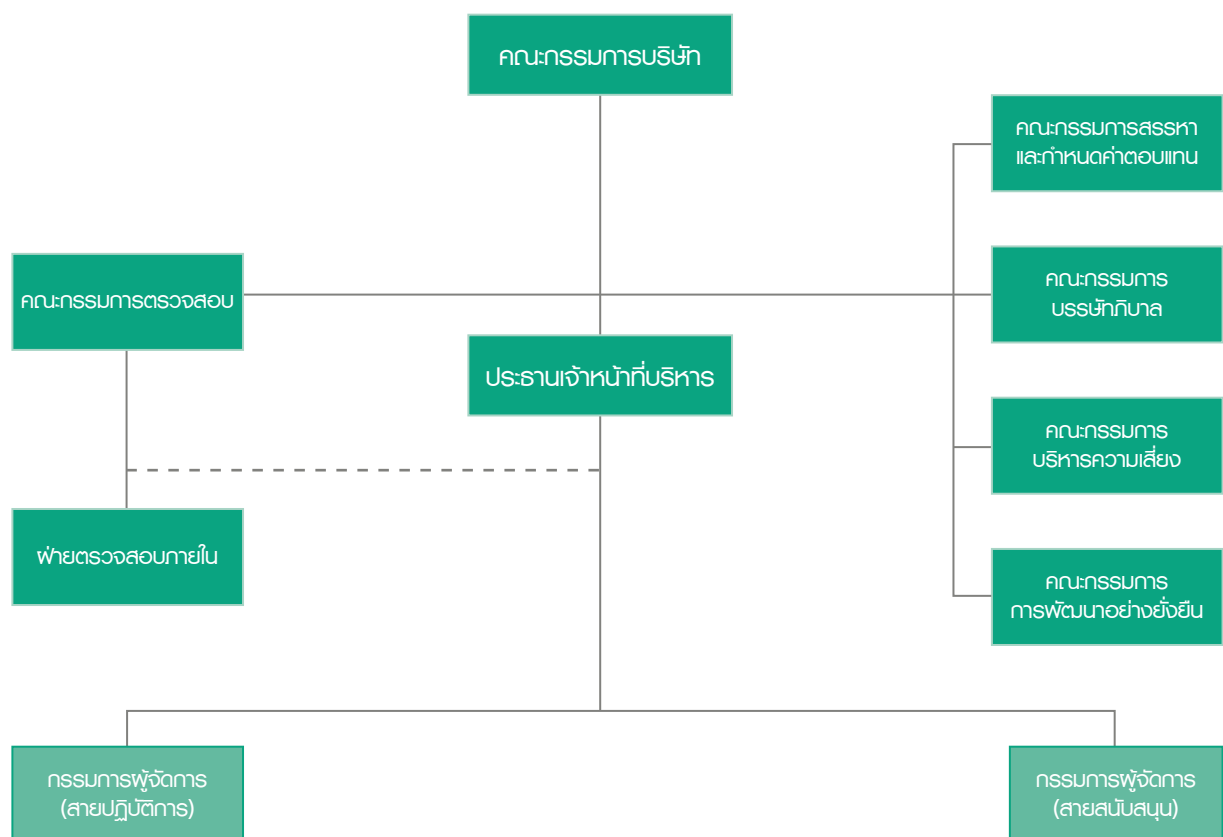 คณะกรรมการบริษัท
คณะกรรมการสรรหา
และกำหนดค่าตอบแทน
คณะกรรมการตรวจสอบ
คณะกรรมการ
บรรษัทภิบาล
ประธานเจ้าหน้าที่บริหาร
คณะกรรมการ
บริหารความเสี่ยง
ฝ่ายตรวจสอบภายใน
คณะกรรมการ
การพัฒนาอย่างยั่งยืน
กรรมการผู้จัดการ
(สายปฏิบัติการ)
กรรมการผู้จัดการ
(สายสนับสนุน)